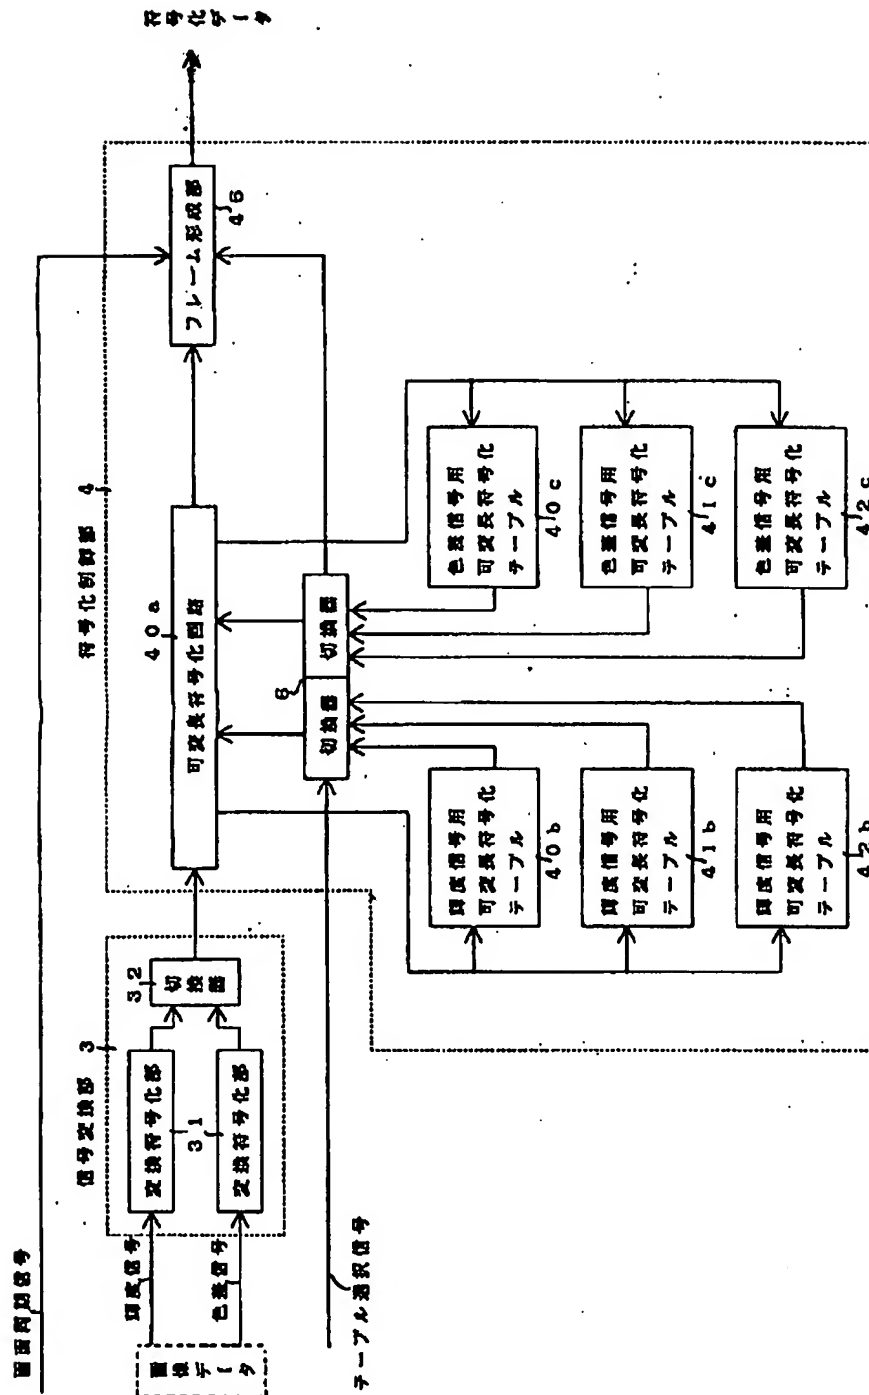 画面同期信号
画像データ
輝度信号
色差信号
テーブル選択信号
信号変換部 3
変換符号化部
31
変換符号化部
32
切換器
符号化制御部 4
40a
可変長符号化回路
切換器
6
切換器
フレーム形成部
46
符号化データ
輝度信号用
可変長符号化
テーブル
40b
輝度信号用
可変長符号化
テーブル
41b
輝度信号用
可変長符号化
テーブル
42b
色差信号用
可変長符号化
テーブル
40c
色差信号用
可変長符号化
テーブル
41c
色差信号用
可変長符号化
テーブル
42c